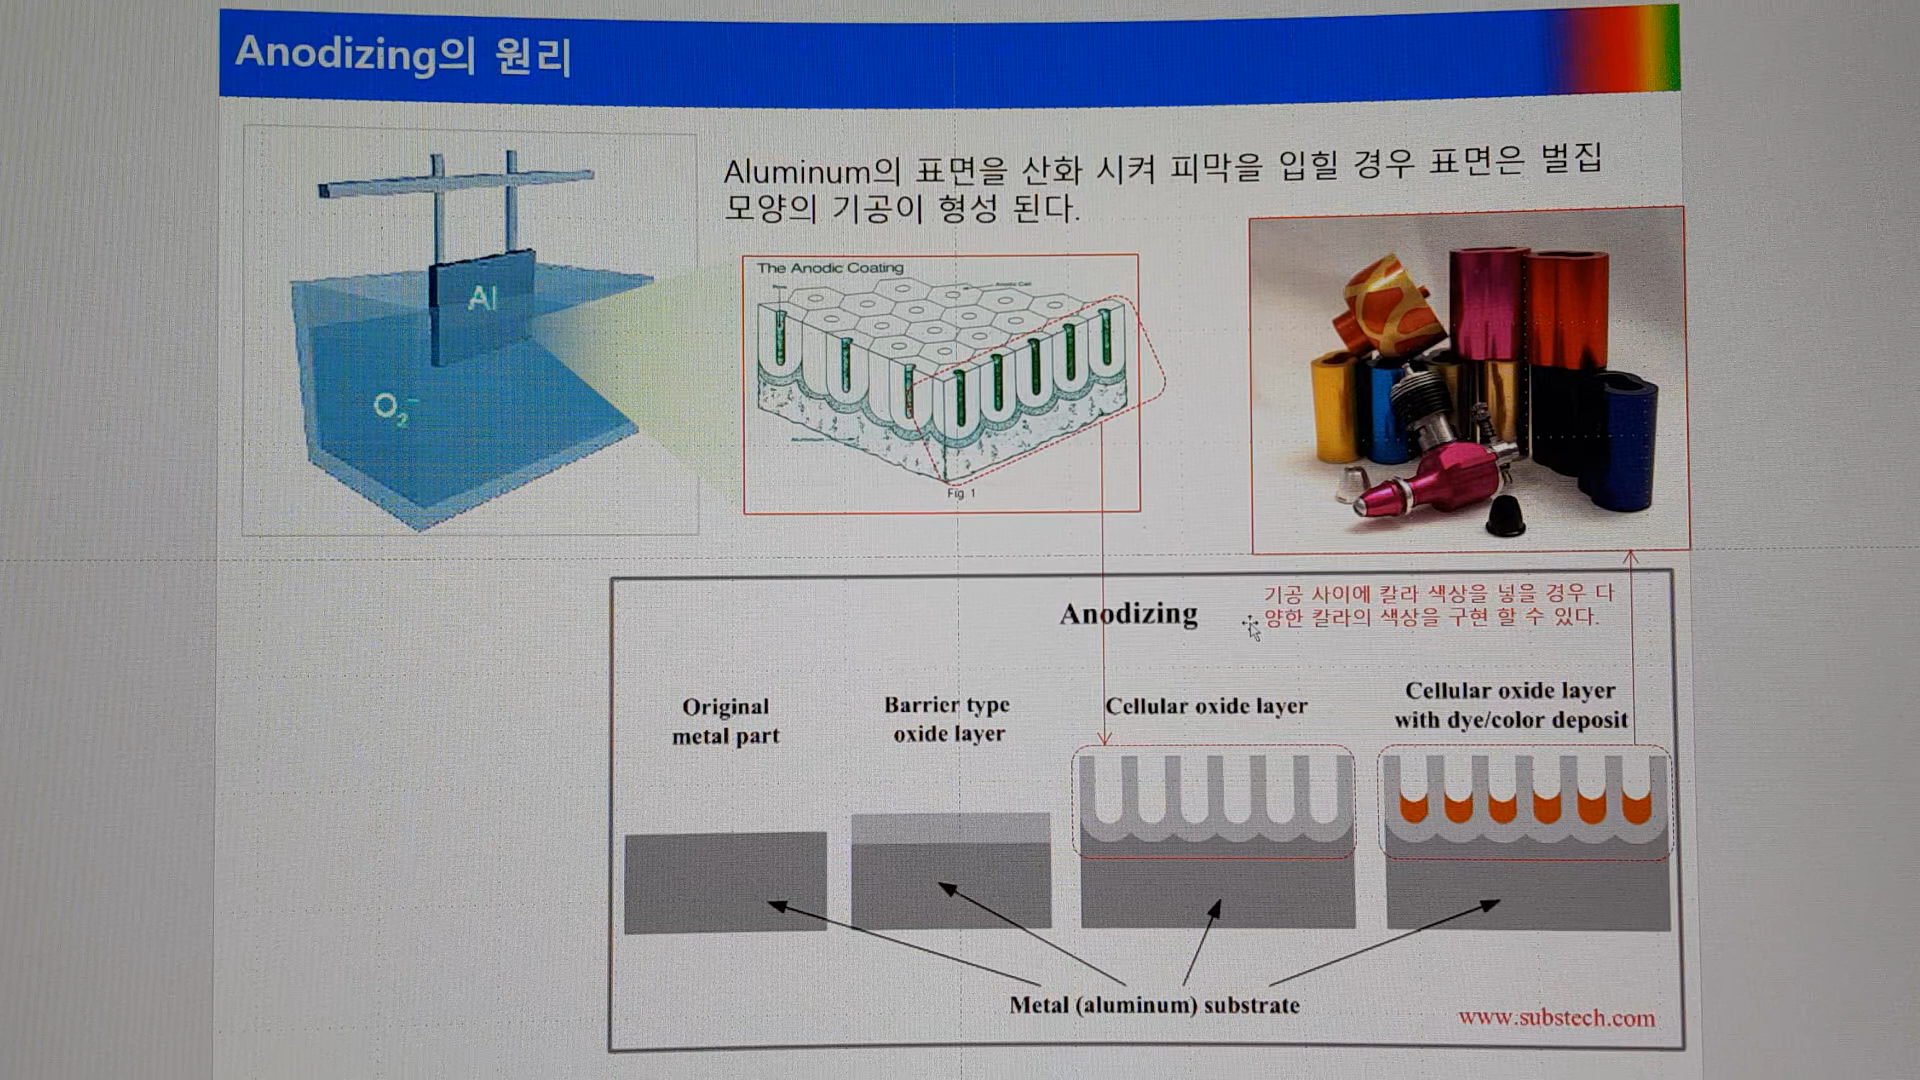 Anodizing의 원리
Aluminum의 표면을 산화 시켜 피막을 입힐 경우 표면은 벌집
모양의 기공이 형성 된다.
Al
O₂⁻
The Anodic Coating
Pore
Anodic Cell
Aluminum
Fig 1
Anodizing
기공 사이에 칼라 색상을 넣을 경우 다
양한 칼라의 색상을 구현 할 수 있다.
Original
metal part
Barrier type
oxide layer
Cellular oxide layer
Cellular oxide layer
with dye/color deposit
Metal (aluminum) substrate
www.substech.com